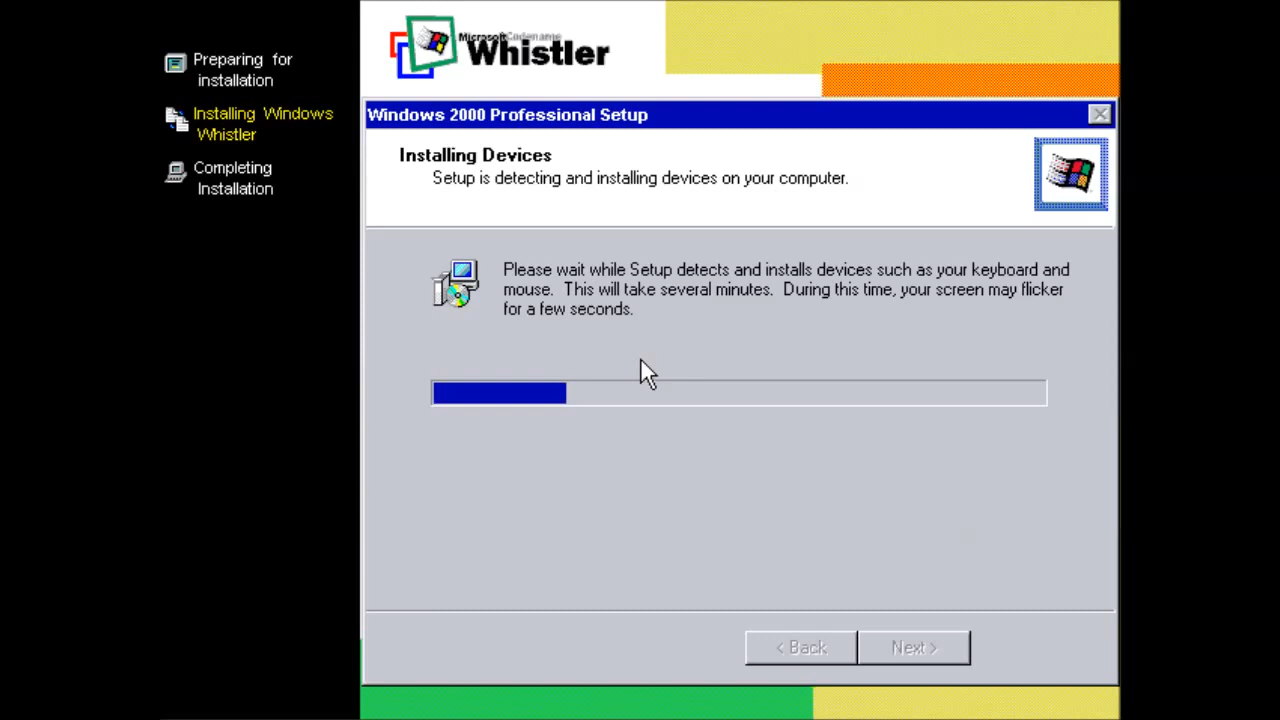 Preparing for
installation
Installing Windows
Whistler
Completing
Installation
Microsoft Codename
Whistler
Windows 2000 Professional Setup
Installing Devices
Setup is detecting and installing devices on your computer.
Please wait while Setup detects and installs devices such as your keyboard and
mouse. This will take several minutes. During this time, your screen may flicker
for a few seconds.
< Back
Next >